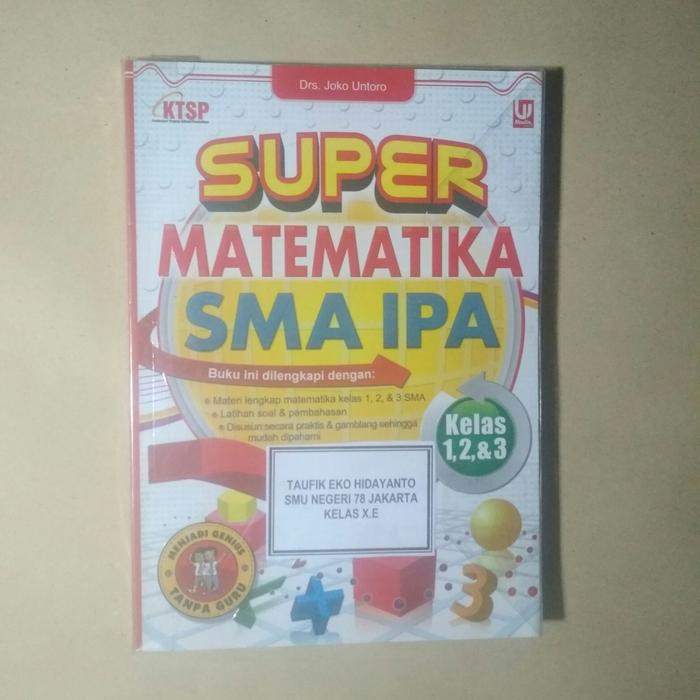 Drs. Joko Untoro
KTSP
Media
SUPER
MATEMATIKA
SMA IPA
Buku ini dilengkapi dengan:
• Materi lengkap matematika kelas 1, 2, & 3 SMA
• Latihan soal & pembahasan
• Disusun secara praktis & gamblang sehingga
mudah dipahami
Kelas
1,2,&3
TAUFIK EKO HIDAYANTO
SMU NEGERI 78 JAKARTA
KELAS X.E
MENJADI GENIUS
TANPA GURU
3